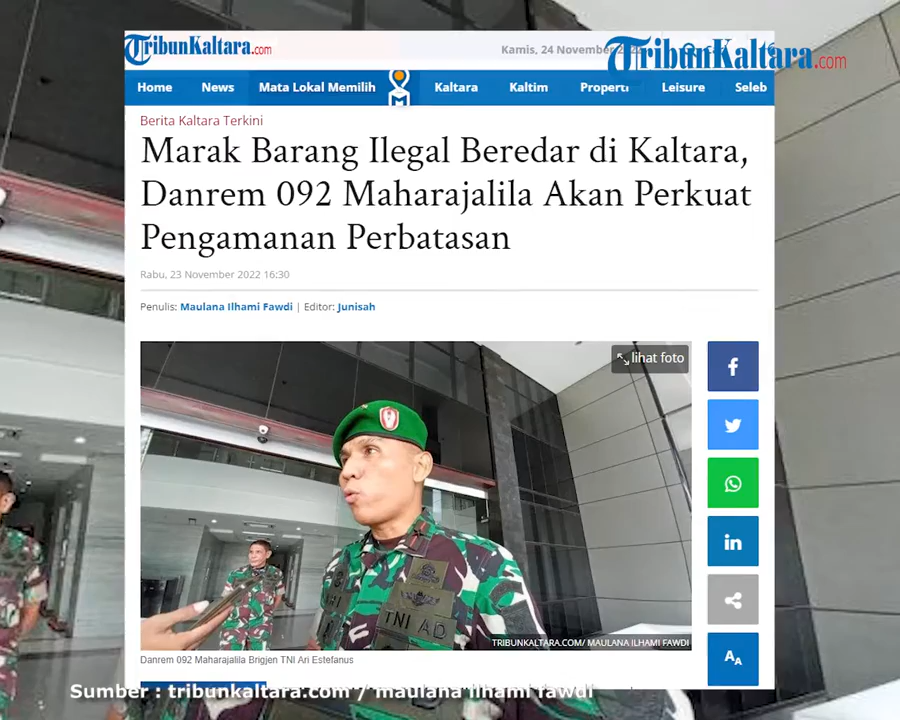 TribunKaltara.com
Kamis, 24 November
TribunKaltara.com
Home News Mata Lokal Memilih Kaltara Kaltim Properti Leisure Seleb
Berita Kaltara Terkini
Marak Barang Ilegal Beredar di Kaltara,
Danrem 092 Maharajalila Akan Perkuat
Pengamanan Perbatasan
Rabu, 23 November 2022 16:30
Penulis: Maulana Ilhami Fawdi | Editor: Junisah
lihat foto
TNI AD
TRIBUNKALTARA.COM/ MAULANA ILHAMI FAWDI
Danrem 092 Maharajalila Brigjen TNI Ari Estefanus
AA
Sumber : tribunkaltara.com / maulana ilhami fawdi